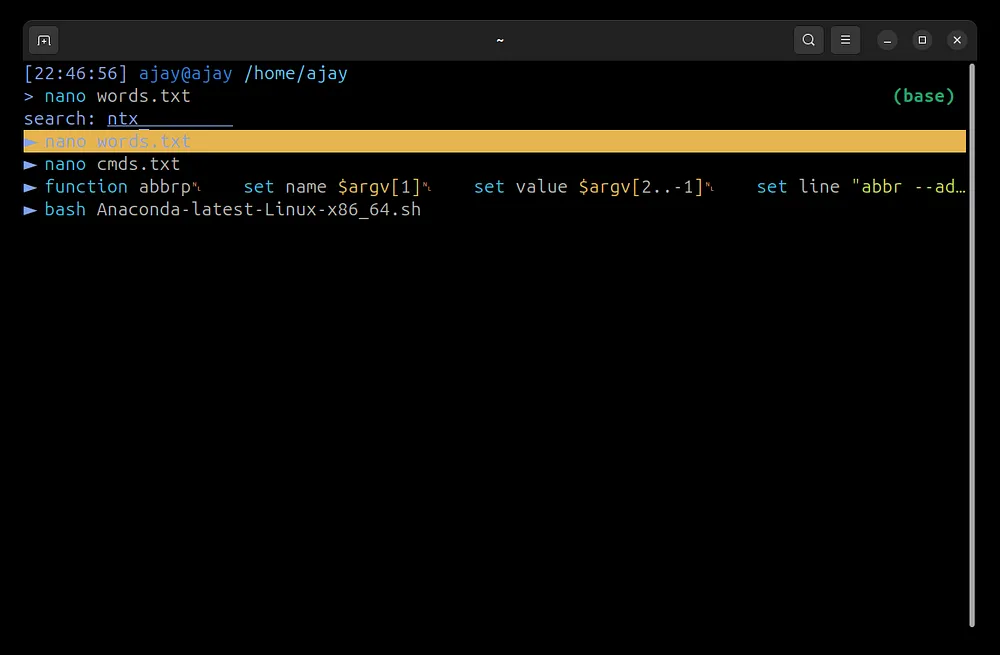 ~
[22:46:56] ajay@ajay /home/ajay
> nano words.txt (base)
search: ntx
► nano words.txt
► nano cmds.txt
► function abbrp␤    set name $argv[1]␤    set value $argv[2..-1]␤    set line "abbr --ad…
► bash Anaconda-latest-Linux-x86_64.sh